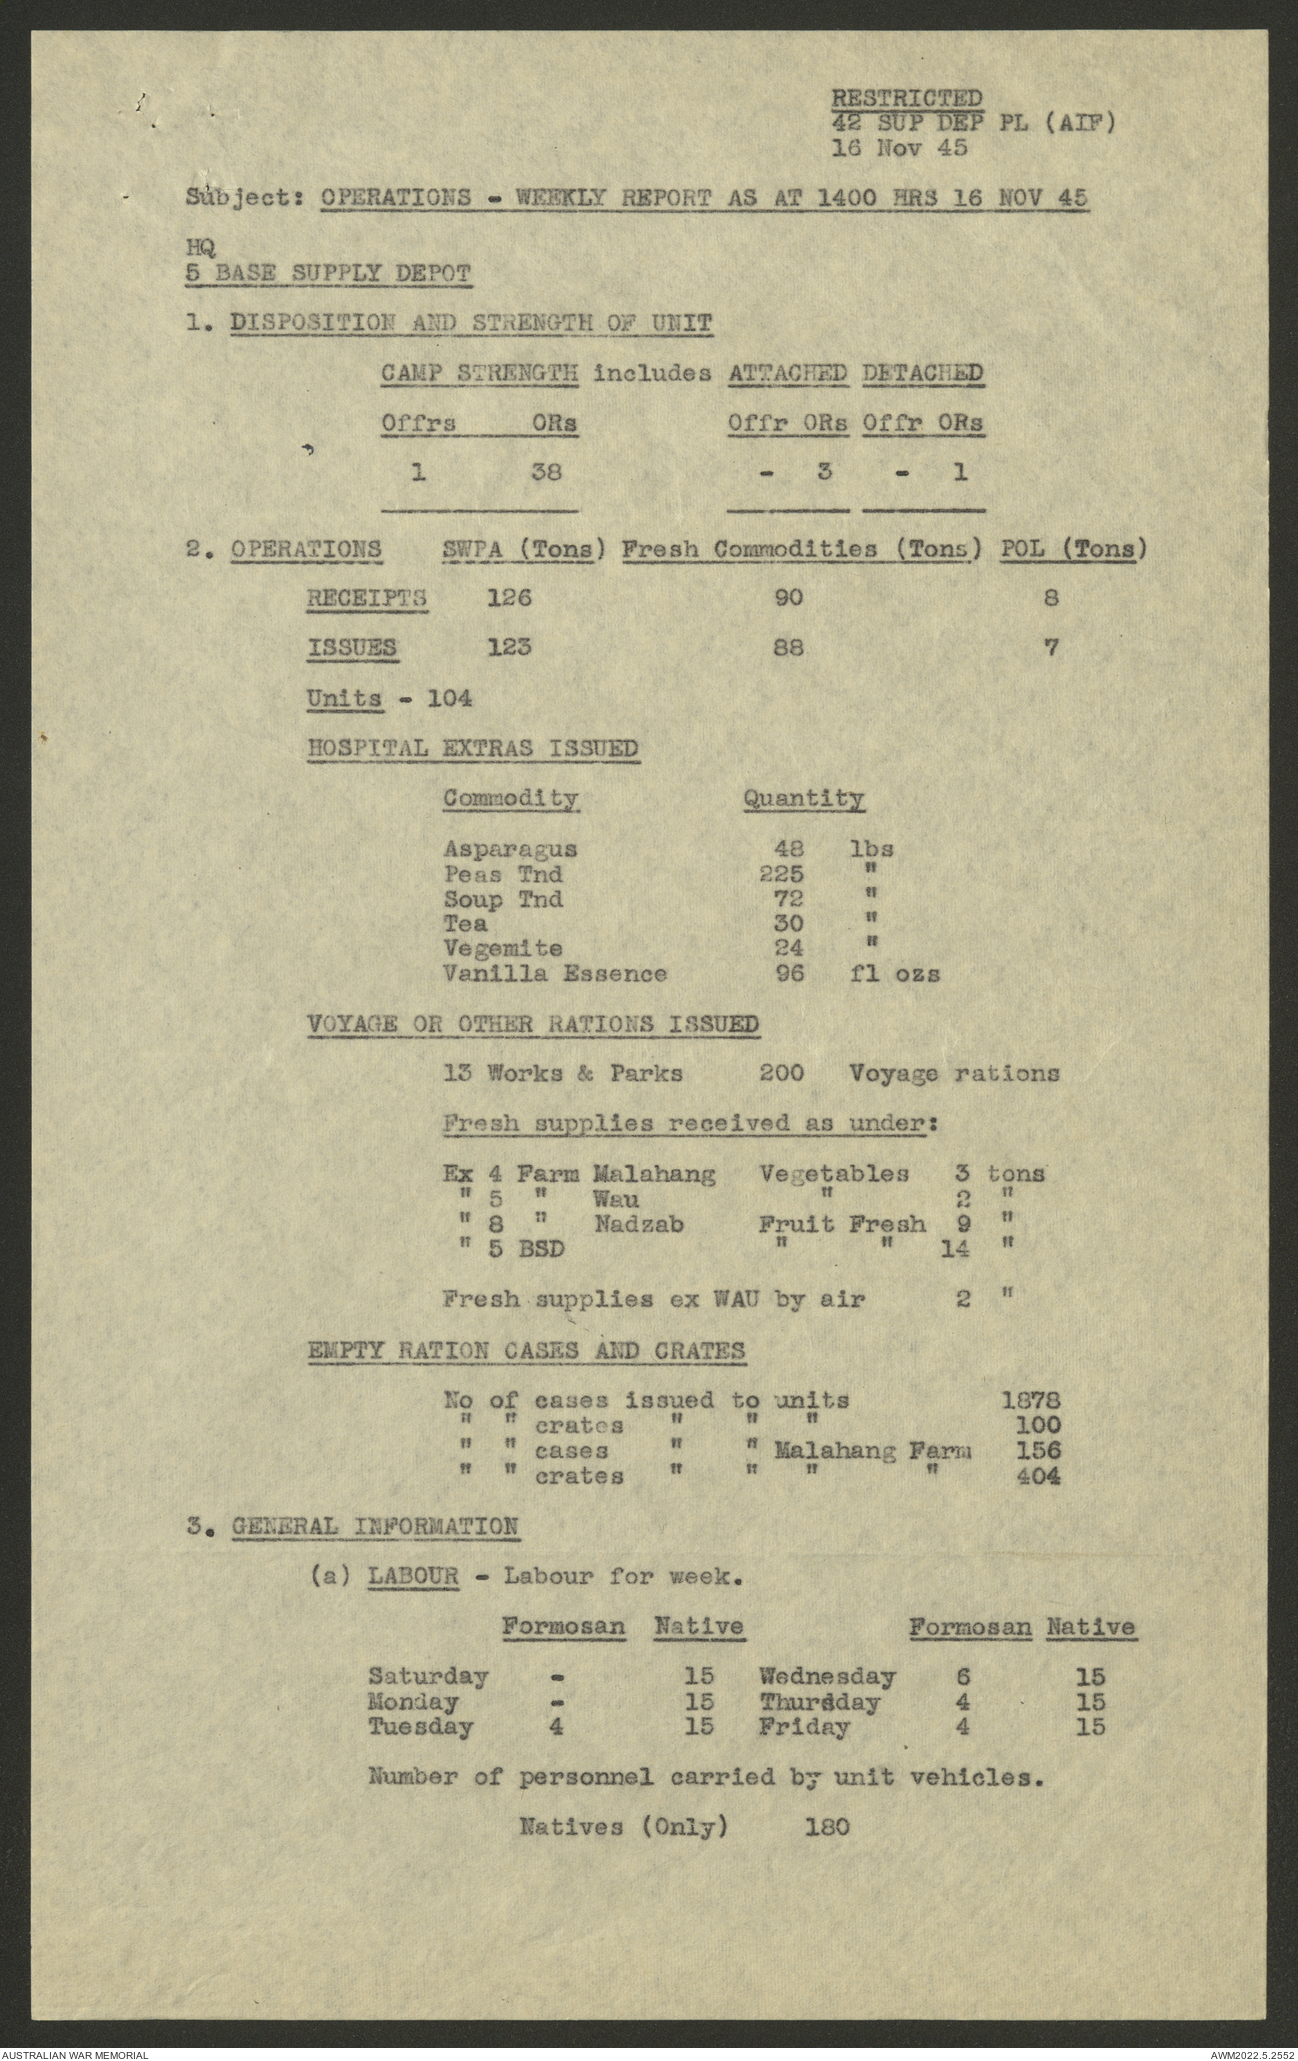 RESTRICTED
42 SUP DEP PL (AIF)
16 Nov 45
Subject: OPERATIONS - WEEKLY REPORT AS AT 1400 HRS 16 NOV 45
HQ
5 BASE SUPPLY DEPOT
1. DISPOSITION AND STRENGTH OF UNIT
CAMP STRENGTH includes ATTACHED DETACHED
Offrs ORs Offr ORs Offr ORs
1 38 - 3 - 1
2. OPERATIONS SWPA (Tons) Fresh Commodities (Tons) POL (Tons)
RECEIPTS 126 90 8
ISSUES 123 88 7
Units - 104
HOSPITAL EXTRAS ISSUED
Commodity Quantity
Asparagus 48 lbs
Peas Tnd 225 "
Soup Tnd 72 "
Tea 30 "
Vegemite 24 "
Vanilla Essence 96 fl ozs
VOYAGE OR OTHER RATIONS ISSUED
13 Works & Parks 200 Voyage rations
Fresh supplies received as under:
Ex 4 Farm Malahang Vegetables 3 tons
" 5 " Wau " 2 "
" 8 " Nadzab Fruit Fresh 9 "
" 5 BSD " " 14 "
Fresh supplies ex WAU by air 2 "
EMPTY RATION CASES AND CRATES
No of cases issued to units 1878
" " crates " " " 100
" " cases " " Malahang Farm 156
" " crates " " " " 404
3. GENERAL INFORMATION
(a) LABOUR - Labour for week.
Formosan Native Formosan Native
Saturday - 15 Wednesday 6 15
Monday - 15 Thursday 4 15
Tuesday 4 15 Friday 4 15
Number of personnel carried by unit vehicles.
Natives (Only) 180
AUSTRALIAN WAR MEMORIAL AWM2022.5.2552